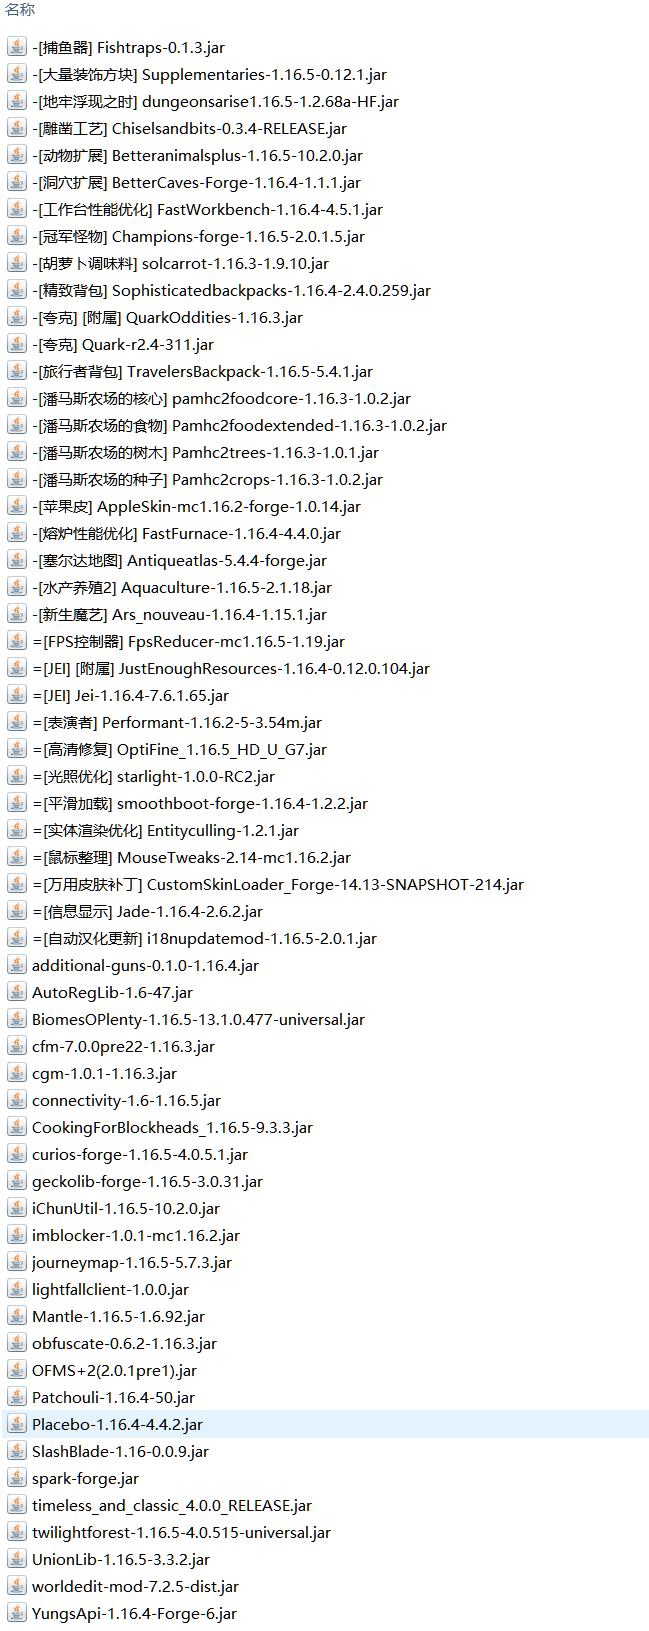 名称
-[捕鱼器] Fishtraps-0.1.3.jar
-[大量装饰方块] Supplementaries-1.16.5-0.12.1.jar
-[地牢浮现之时] dungeonsarise1.16.5-1.2.68a-HF.jar
-[雕凿工艺] Chiselsandbits-0.3.4-RELEASE.jar
-[动物扩展] Betteranimalsplus-1.16.5-10.2.0.jar
-[洞穴扩展] BetterCaves-Forge-1.16.4-1.1.1.jar
-[工作台性能优化] FastWorkbench-1.16.4-4.5.1.jar
-[冠军怪物] Champions-forge-1.16.5-2.0.1.5.jar
-[胡萝卜调味料] solcarrot-1.16.3-1.9.10.jar
-[精致背包] Sophisticatedbackpacks-1.16.4-2.4.0.259.jar
-[夸克] [附属] QuarkOddities-1.16.3.jar
-[夸克] Quark-r2.4-311.jar
-[旅行者背包] TravelersBackpack-1.16.5-5.4.1.jar
-[潘马斯农场的核心] pamhc2foodcore-1.16.3-1.0.2.jar
-[潘马斯农场的食物] Pamhc2foodextended-1.16.3-1.0.2.jar
-[潘马斯农场的树木] Pamhc2trees-1.16.3-1.0.1.jar
-[潘马斯农场的种子] Pamhc2crops-1.16.3-1.0.2.jar
-[苹果皮] AppleSkin-mc1.16.2-forge-1.0.14.jar
-[熔炉性能优化] FastFurnace-1.16.4-4.4.0.jar
-[塞尔达地图] Antiqueatlas-5.4.4-forge.jar
-[水产养殖2] Aquaculture-1.16.5-2.1.18.jar
-[新生魔艺] Ars_nouveau-1.16.4-1.15.1.jar
=[FPS控制器] FpsReducer-mc1.16.5-1.19.jar
=[JEI] [附属] JustEnoughResources-1.16.4-0.12.0.104.jar
=[JEI] Jei-1.16.4-7.6.1.65.jar
=[表演者] Performant-1.16.2-5-3.54m.jar
=[高清修复] OptiFine_1.16.5_HD_U_G7.jar
=[光照优化] starlight-1.0.0-RC2.jar
=[平滑加载] smoothboot-forge-1.16.4-1.2.2.jar
=[实体渲染优化] Entityculling-1.2.1.jar
=[鼠标整理] MouseTweaks-2.14-mc1.16.2.jar
=[万用皮肤补丁] CustomSkinLoader_Forge-14.13-SNAPSHOT-214.jar
=[信息显示] Jade-1.16.4-2.6.2.jar
=[自动汉化更新] i18nupdatemod-1.16.5-2.0.1.jar
additional-guns-0.1.0-1.16.4.jar
AutoRegLib-1.6-47.jar
BiomesOPlenty-1.16.5-13.1.0.477-universal.jar
cfm-7.0.0pre22-1.16.3.jar
cgm-1.0.1-1.16.3.jar
connectivity-1.6-1.16.5.jar
CookingForBlockheads_1.16.5-9.3.3.jar
curios-forge-1.16.5-4.0.5.1.jar
geckolib-forge-1.16.5-3.0.31.jar
iChunUtil-1.16.5-10.2.0.jar
imblocker-1.0.1-mc1.16.2.jar
journeymap-1.16.5-5.7.3.jar
lightfallclient-1.0.0.jar
Mantle-1.16.5-1.6.92.jar
obfuscate-0.6.2-1.16.3.jar
OFMS+2(2.0.1pre1).jar
Patchouli-1.16.4-50.jar
Placebo-1.16.4-4.4.2.jar
SlashBlade-1.16-0.0.9.jar
spark-forge.jar
timeless_and_classic_4.0.0_RELEASE.jar
twilightforest-1.16.5-4.0.515-universal.jar
UnionLib-1.16.5-3.3.2.jar
worldedit-mod-7.2.5-dist.jar
YungsApi-1.16.4-Forge-6.jar